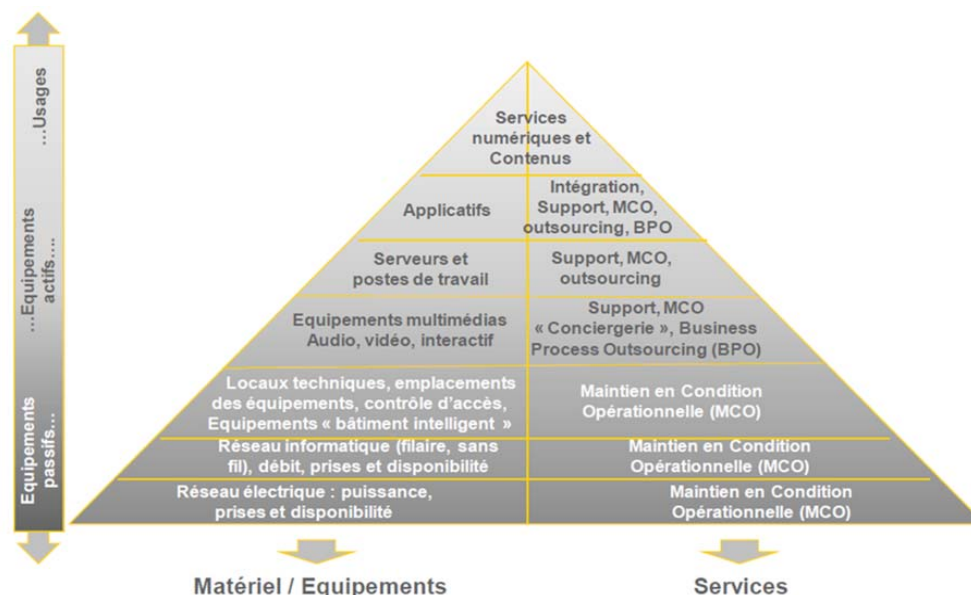 …Usages
…Equipements
actifs….
Equipements
passifs…
Services
numériques et
Contenus
Applicatifs
Intégration,
Support, MCO,
outsourcing, BPO
Serveurs et
postes de travail
Support, MCO,
outsourcing
Equipements multimédias
Audio, vidéo, interactif
Support, MCO
« Conciergerie », Business
Process Outsourcing (BPO)
Locaux techniques, emplacements
des équipements, contrôle d’accès,
Equipements « bâtiment intelligent »
Maintien en Condition
Opérationnelle (MCO)
Réseau informatique (filaire, sans
fil), débit, prises et disponibilité
Maintien en Condition
Opérationnelle (MCO)
Réseau électrique : puissance,
prises et disponibilité
Maintien en Condition
Opérationnelle (MCO)
Matériel / Equipements
Services